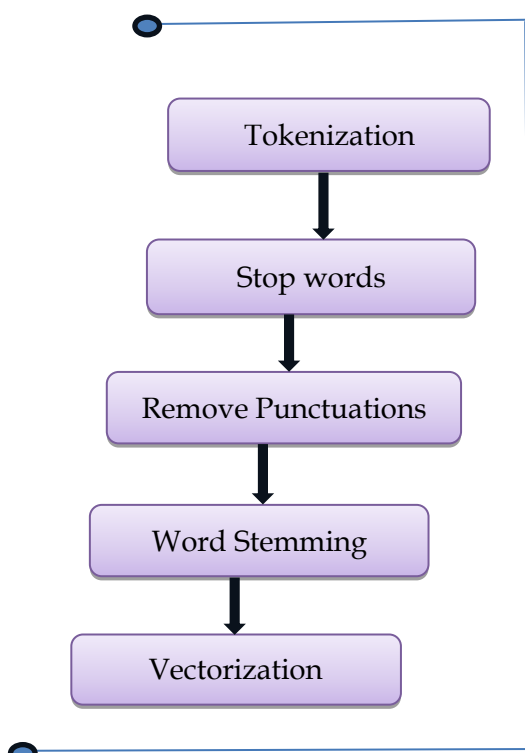 Tokenization
Stop words
Remove Punctuations
Word Stemming
Vectorization